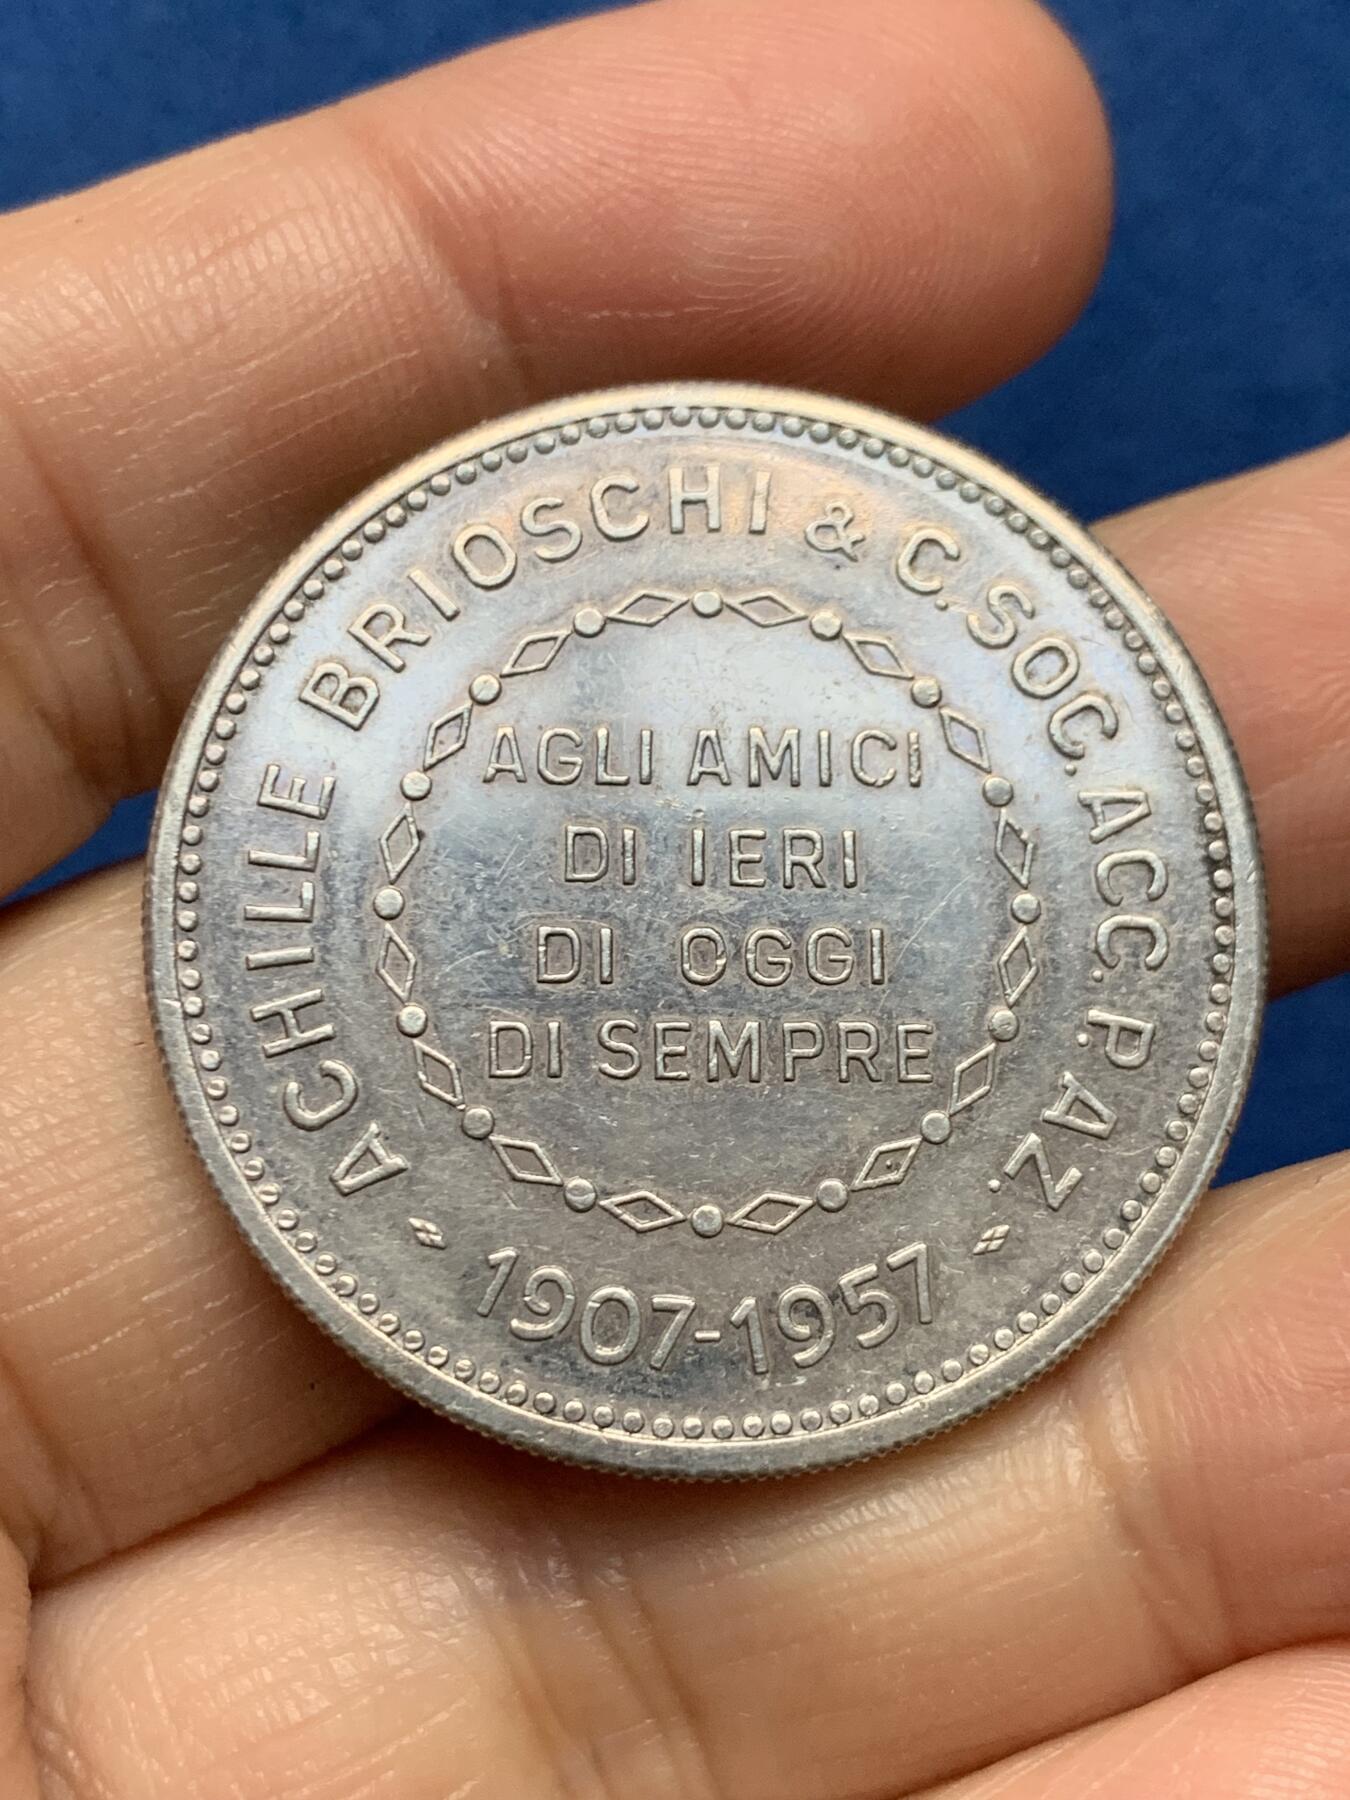 ACHILLE BRIOSCHI & C. SOC. ACC. P. AZ.
AGLI AMICI
DI IERI
DI OGGI
DI SEMPRE
1907-1957